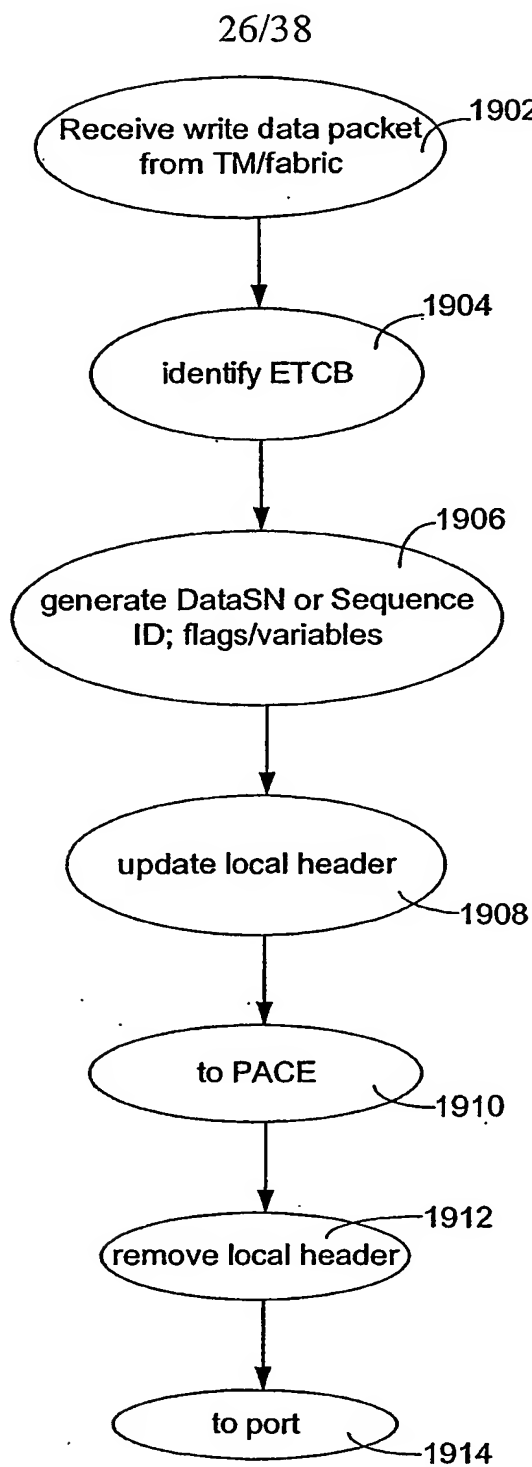 26/38
Receive write data packet
from TM/fabric
1902
identify ETCB
1904
generate DataSN or Sequence
ID; flags/variables
1906
update local header
1908
to PACE
1910
remove local header
1912
to port
1914